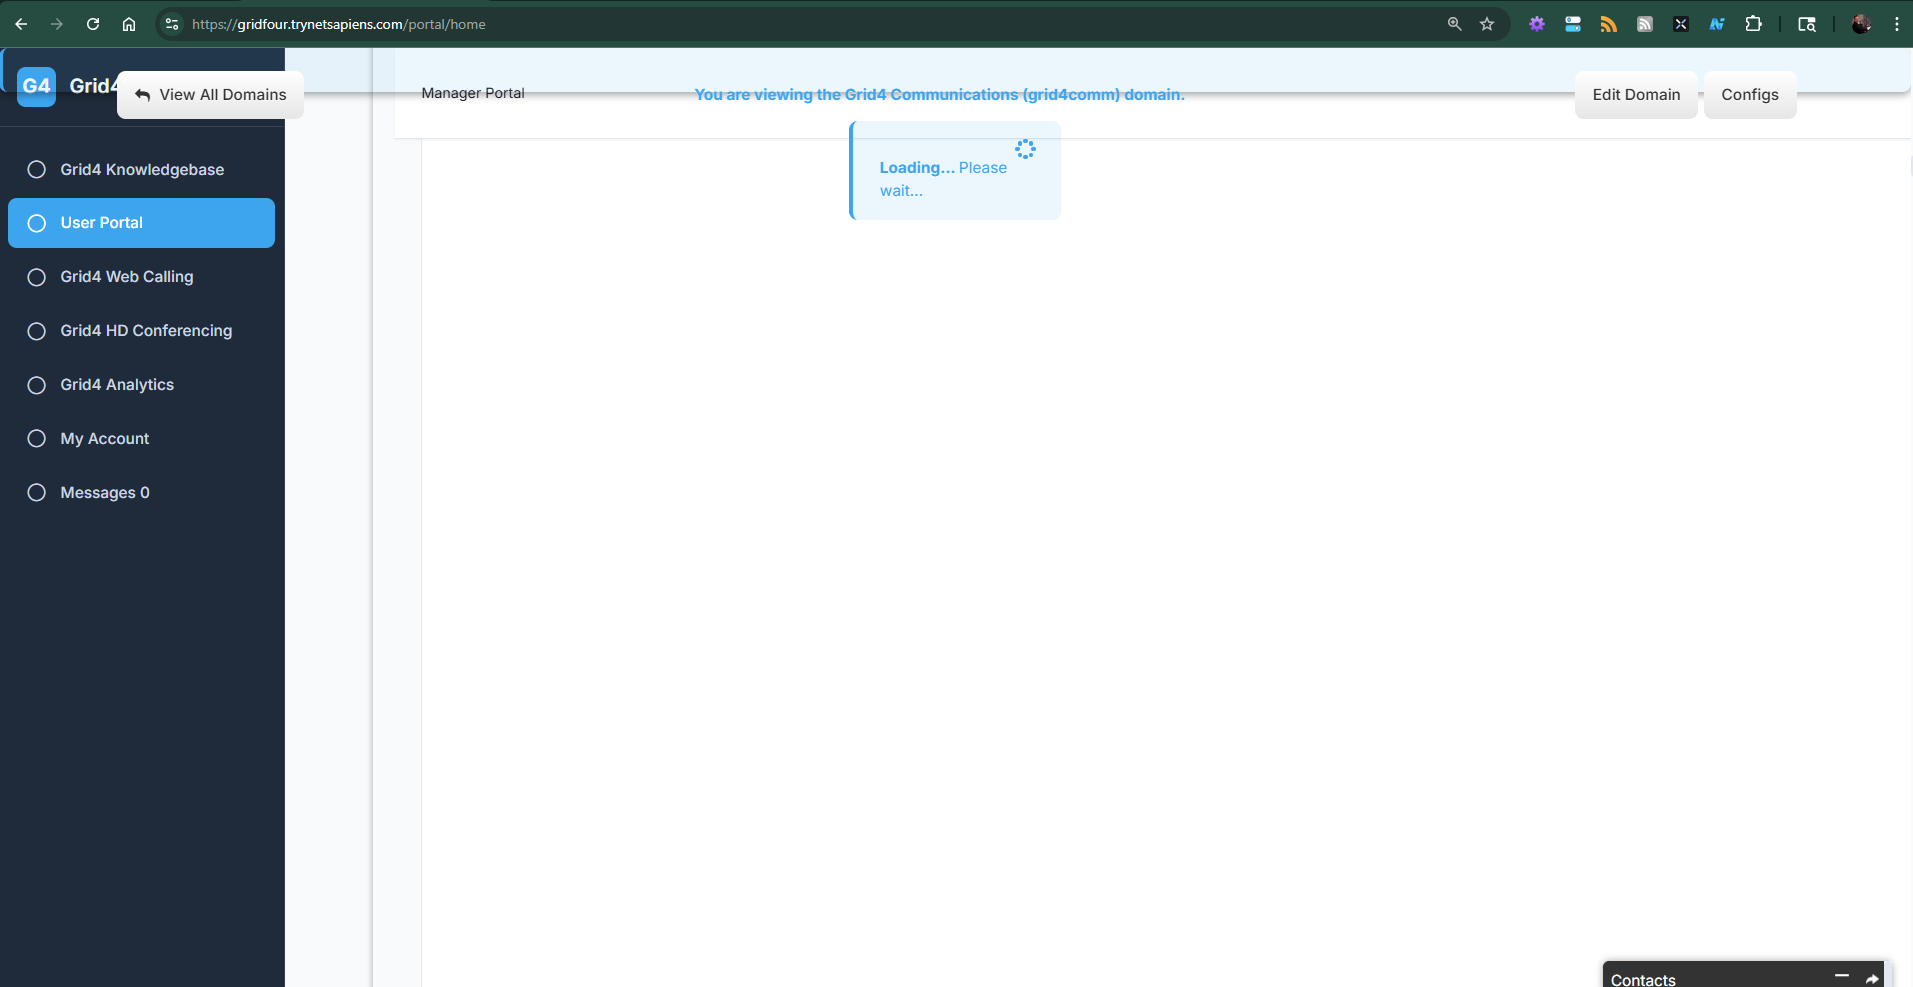 https://gridfour.trynetsapiens.com/portal/home
G4 Grid4
View All Domains
Manager Portal
You are viewing the Grid4 Communications (grid4comm) domain.
Edit Domain
Configs
Loading... Please
wait...
Grid4 Knowledgebase
User Portal
Grid4 Web Calling
Grid4 HD Conferencing
Grid4 Analytics
My Account
Messages 0
Contacts